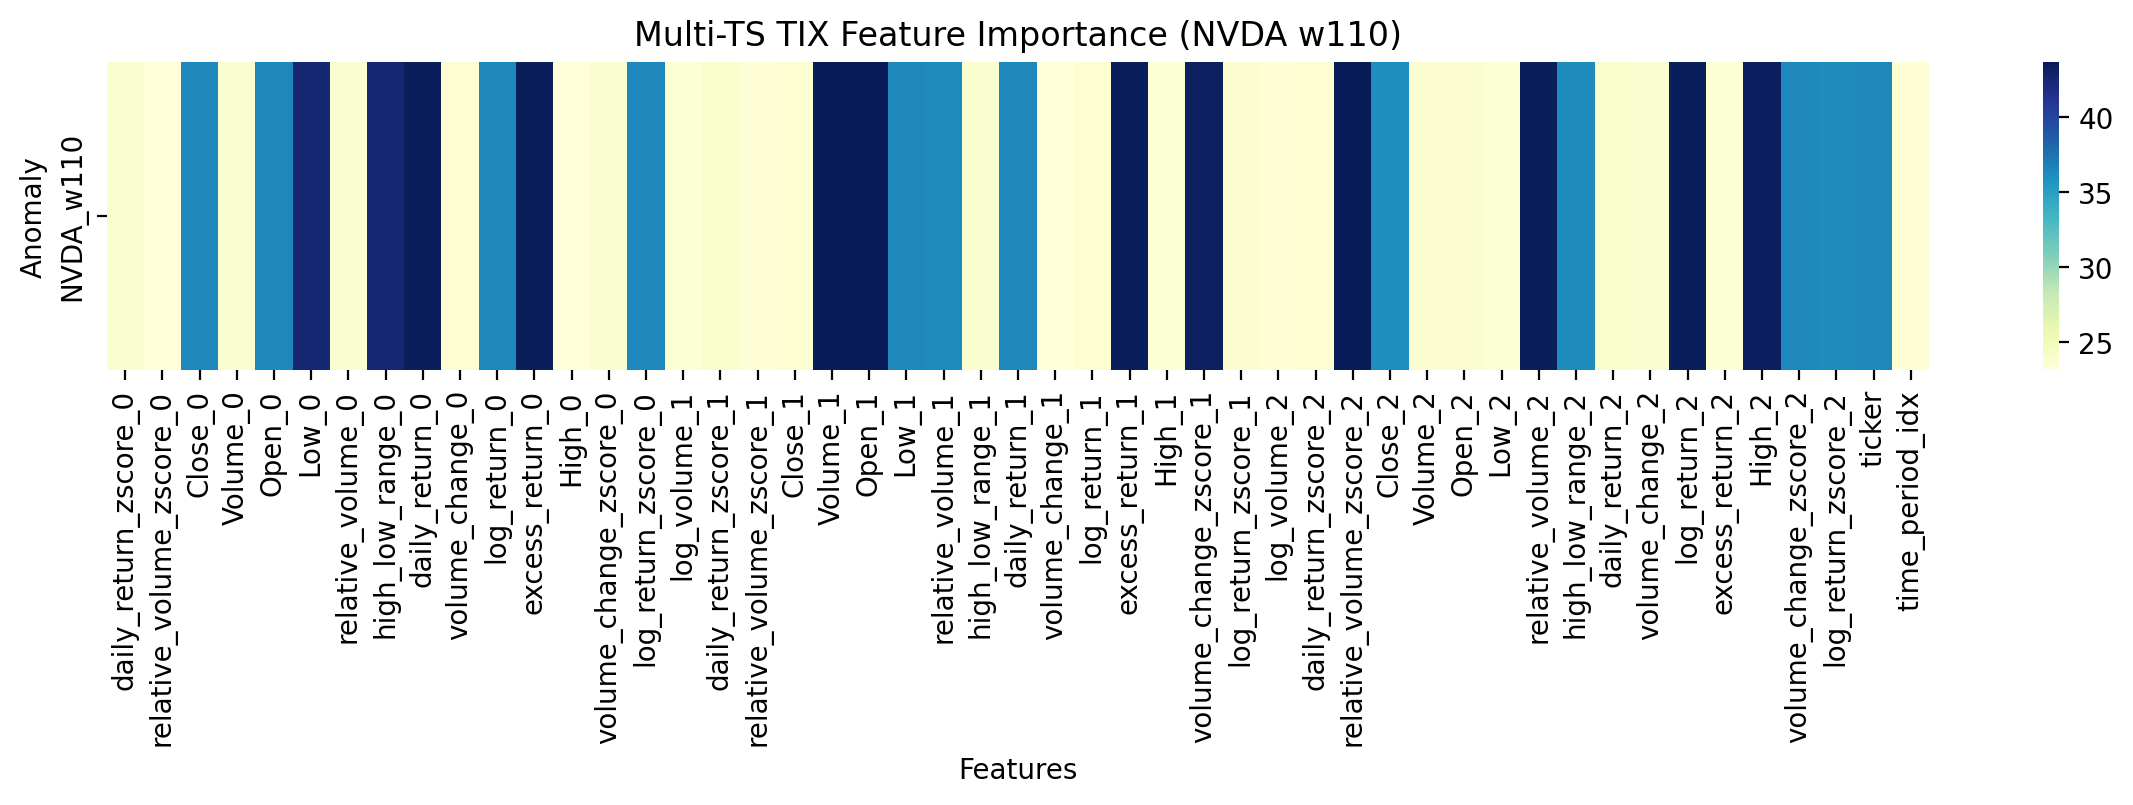 Multi-TS TIX Feature Importance (NVDA w110)
Anomaly
NVDA_w110
40
35
30
25
daily_return_zscore_0
relative_volume_zscore_0
Close_0
Volume_0
Open_0
Low_0
relative_volume_0
high_low_range_0
daily_return_0
volume_change_0
log_return_0
excess_return_0
High_0
volume_change_zscore_0
log_return_zscore_0
log_volume_1
daily_return_zscore_1
relative_volume_zscore_1
Close_1
Volume_1
Open_1
Low_1
relative_volume_1
high_low_range_1
daily_return_1
volume_change_1
log_return_1
excess_return_1
High_1
volume_change_zscore_1
log_return_zscore_1
log_volume_2
daily_return_zscore_2
relative_volume_zscore_2
Close_2
Volume_2
Open_2
Low_2
relative_volume_2
high_low_range_2
daily_return_2
volume_change_2
log_return_2
excess_return_2
High_2
volume_change_zscore_2
log_return_zscore_2
ticker
time_period_idx
Features